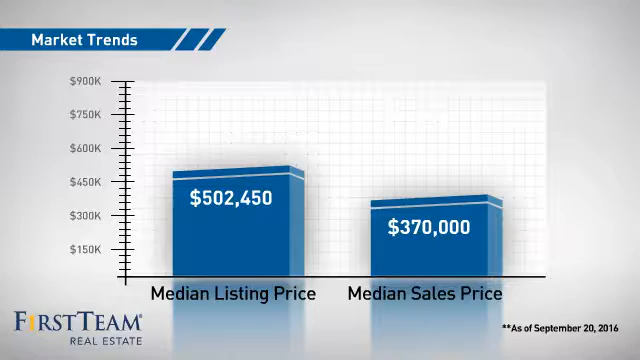 Market Trends
$900K
$750K
$600K
$450K
$300K
$150K
$502,450
$370,000
Median Listing Price
Median Sales Price
FIRSTTEAM®
REAL ESTATE
**As of September 20, 2016